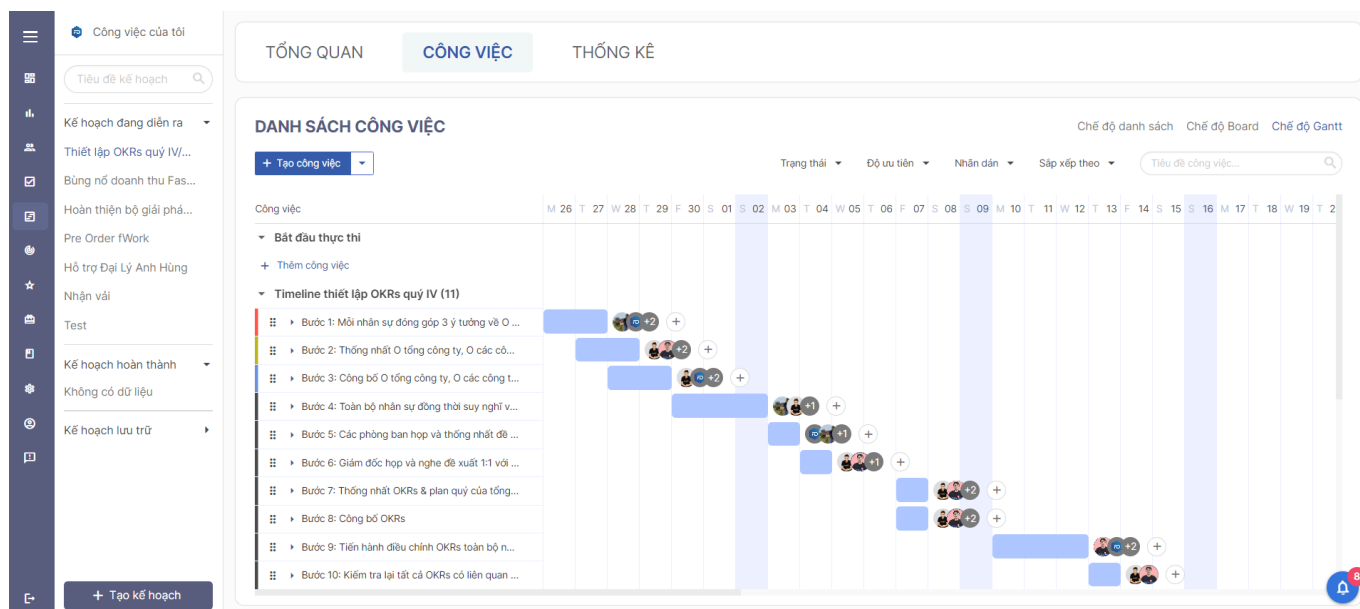 Công việc của tôi
Tiêu đề kế hoạch
Kế hoạch đang diễn ra
Thiết lập OKRs quý IV/...
Bùng nổ doanh thu Fas...
Hoàn thiện bộ giải phá...
Pre Order fWork
Hỗ trợ Đại Lý Anh Hùng
Nhận vải
Test
Kế hoạch hoàn thành
Không có dữ liệu
Kế hoạch lưu trữ
+ Tạo kế hoạch
TỔNG QUAN CÔNG VIỆC THỐNG KÊ
DANH SÁCH CÔNG VIỆC
Chế độ danh sách Chế độ Board Chế độ Gantt
+ Tạo công việc
Trạng thái Độ ưu tiên Nhãn dán Sắp xếp theo Tiêu đề công việc...
Công việc M 26 T 27 W 28 T 29 F 30 S 01 S 02 M 03 T 04 W 05 T 06 F 07 S 08 S 09 M 10 T 11 W 12 T 13 F 14 S 15 S 16 M 17 T 18 W 19 T 2
Bắt đầu thực thi
+ Thêm công việc
Timeline thiết lập OKRs quý IV (11)
Bước 1: Mỗi nhân sự đóng góp 3 ý tưởng về O ... FD +2 +
Bước 2: Thống nhất O tổng công ty, O các cô... +2 +
Bước 3: Công bố O tổng công ty, O các công t... FD +2 +
Bước 4: Toàn bộ nhân sự đồng thời suy nghĩ v... +1 +
Bước 5: Các phòng ban họp và thống nhất đề ... FD +1 +
Bước 6: Giám đốc họp và nghe đề xuất 1:1 với ... +1 +
Bước 7: Thống nhất OKRs & plan quý của tổng... +2 +
Bước 8: Công bố OKRs +2 +
Bước 9: Tiến hành điều chỉnh OKRs toàn bộ n... FD +2 +
Bước 10: Kiểm tra lại tất cả OKRs có liên quan ... +
8